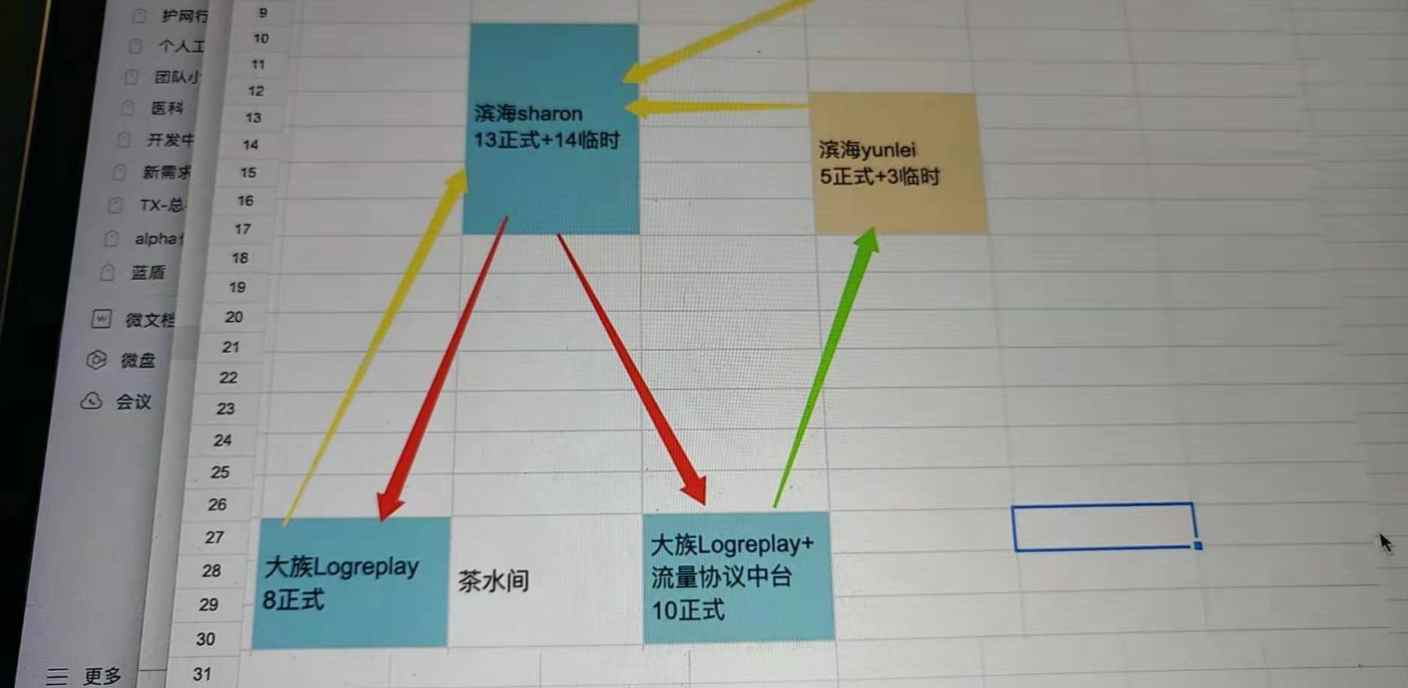 护网行
个人工
团队小
医科
开发中
新需求
TX-总
alpha
蓝盾
微文档
微盘
会议
更多
9
10
11
12
13
14
15
16
17
18
19
20
21
22
23
24
25
26
27
28
29
30
31
滨海sharon
13正式+14临时
滨海yunlei
5正式+3临时
大族Logreplay
8正式
茶水间
大族Logreplay+
流量协议中台
10正式